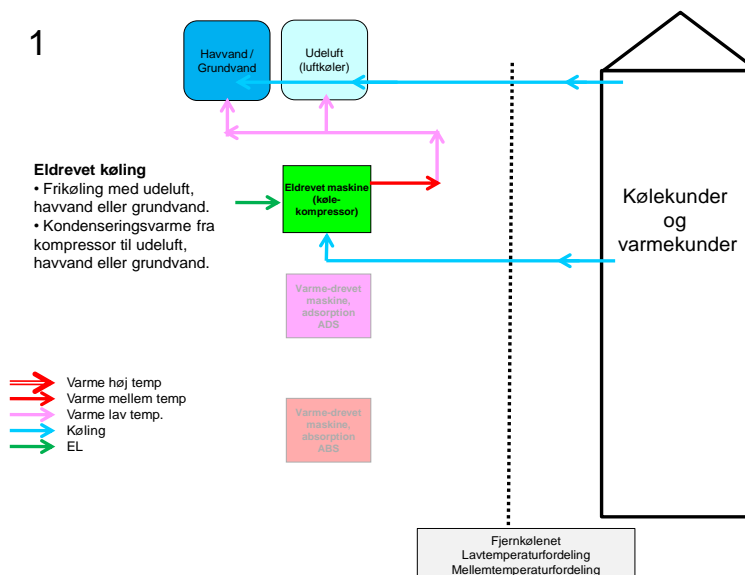 1
Havvand /
Grundvand
Udeluft
(luftkøler)
Eldrevet køling
• Frikøling med udeluft,
havvand eller grundvand.
• Kondenseringsvarme fra
kompressor til udeluft,
havvand eller grundvand.
Eldrevet maskine
(køle-
kompressor)
Kølekunder
og
varmekunder
Varme-drevet
maskine,
adsorption
ADS
Varme høj temp
Varme mellem temp
Varme lav temp.
Køling
EL
Varme-drevet
maskine,
absorption
ABS
Fjernkølenet
Lavtemperaturfordeling
Mellemtemperaturfordeling